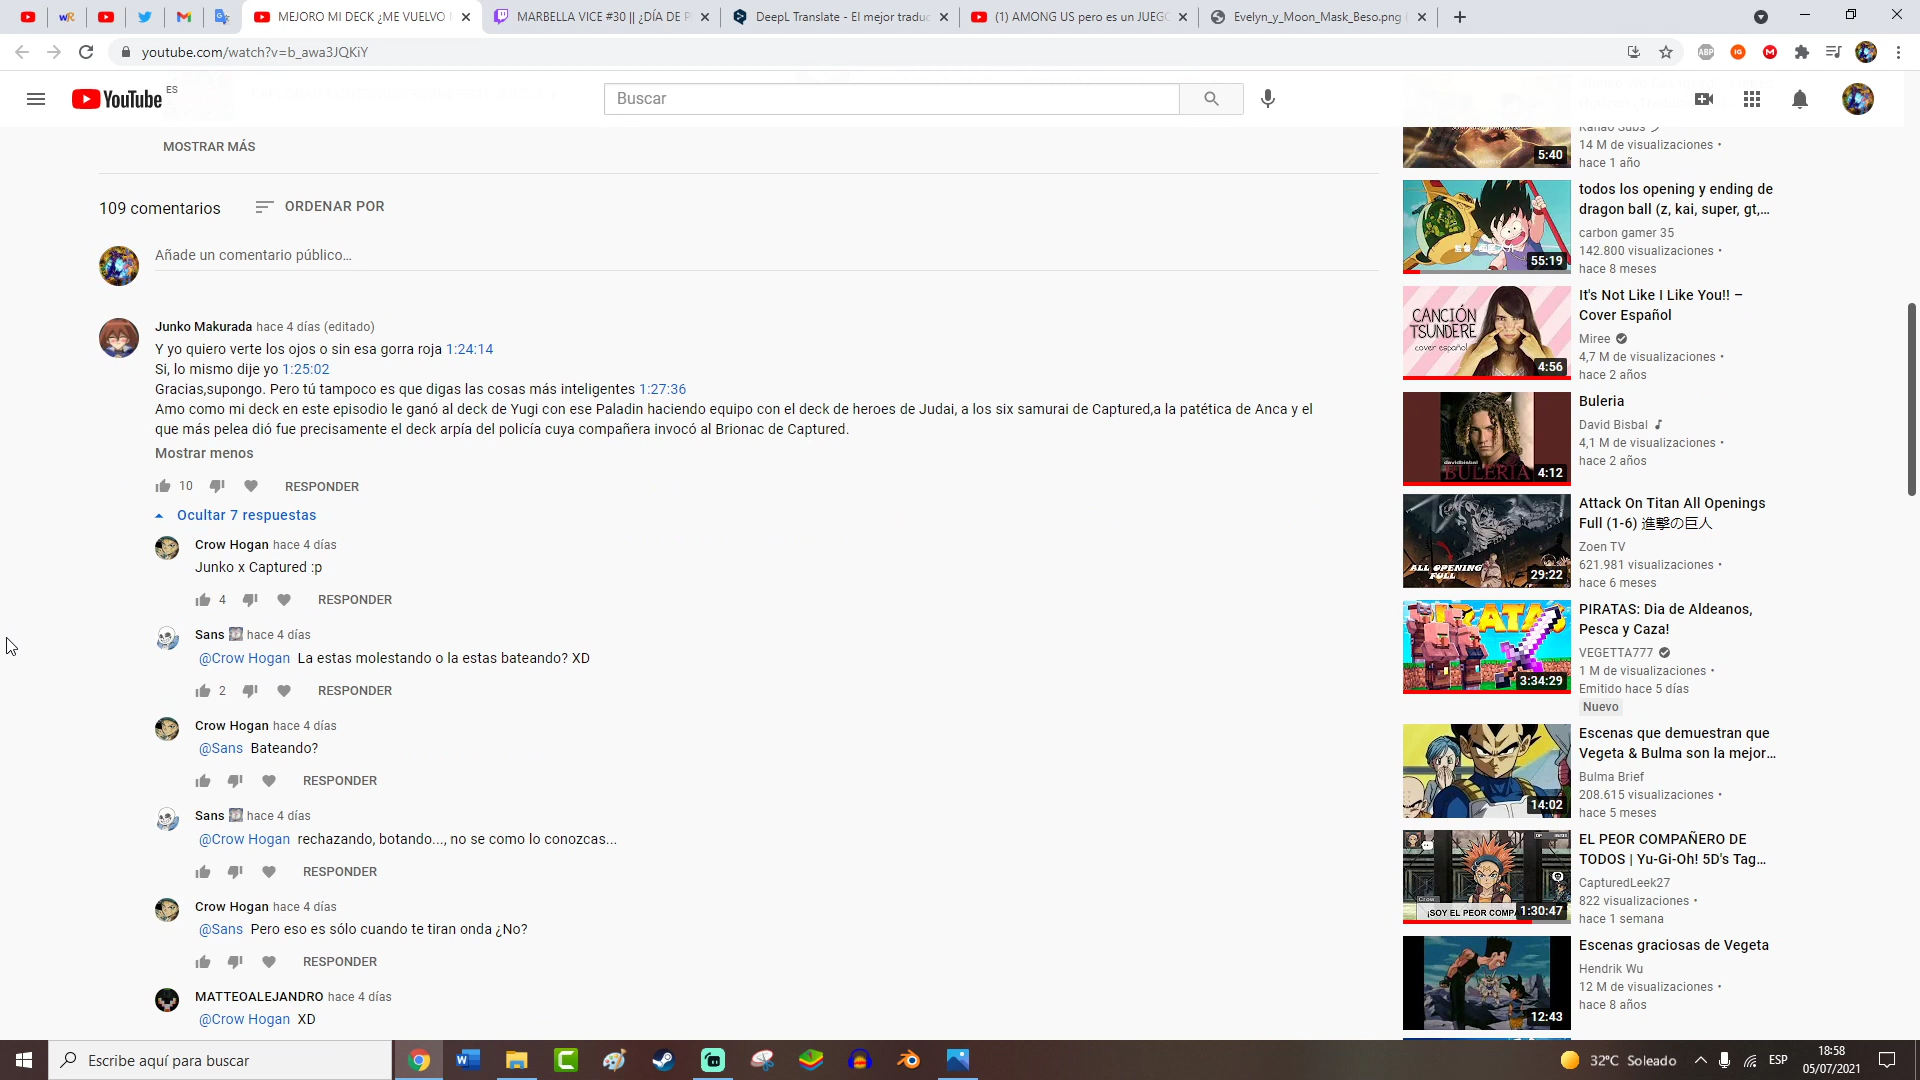 MEJORO MI DECK ¿ME VUELVO
MARBELLA VICE #30 || ¿DÍA DE P
DeepL Translate - El mejor traduc
(1) AMONG US pero es un JUEG
Evelyn_y_Moon_Mask_Beso.png
youtube.com/watch?v=b_awa3JQKiY
ABP
YouTube ES
Buscar
MOSTRAR MÁS
109 comentarios
ORDENAR POR
Añade un comentario público...
Junko Makurada hace 4 días (editado)
Y yo quiero verte los ojos o sin esa gorra roja 1:24:14
Si, lo mismo dije yo 1:25:02
Gracias,supongo. Pero tú tampoco es que digas las cosas más inteligentes 1:27:36
Amo como mi deck en este episodio le ganó al deck de Yugi con ese Paladin haciendo equipo con el deck de heroes de Judai, a los six samurai de Captured,a la patética de Anca y el
que más pelea dió fue precisamente el deck arpía del policía cuya compañera invocó al Brionac de Captured.
Mostrar menos
10
RESPONDER
Ocultar 7 respuestas
Crow Hogan hace 4 días
Junko x Captured :p
4
RESPONDER
Sans hace 4 días
@Crow Hogan La estas molestando o la estas bateando? XD
2
RESPONDER
Crow Hogan hace 4 días
@Sans Bateando?
RESPONDER
Sans hace 4 días
@Crow Hogan rechazando, botando..., no se como lo conozcas...
RESPONDER
Crow Hogan hace 4 días
@Sans Pero eso es sólo cuando te tiran onda ¿No?
RESPONDER
MATTEOALEJANDRO hace 4 días
@Crow Hogan XD
5:40
Kanao Subs
14 M de visualizaciones •
hace 1 año
55:19
todos los opening y ending de
dragon ball (z, kai, super, gt,...
carbon gamer 35
142.800 visualizaciones •
hace 8 meses
CANCIÓN
TSUNDERE
cover español
4:56
It's Not Like I Like You!! –
Cover Español
Miree
4,7 M de visualizaciones •
hace 2 años
davidbisbal
BULERÍA
4:12
Buleria
David Bisbal
4,1 M de visualizaciones •
hace 2 años
ALL OPENING
FULL
29:22
Attack On Titan All Openings
Full (1-6) 進撃の巨人
Zoen TV
621.981 visualizaciones •
hace 6 meses
PIRATAS
3:34:29
PIRATAS: Dia de Aldeanos,
Pesca y Caza!
VEGETTA777
1 M de visualizaciones •
Emitido hace 5 días
Nuevo
14:02
Escenas que demuestran que
Vegeta & Bulma son la mejor...
Bulma Brief
208.615 visualizaciones •
hace 5 meses
Crow
¡SOY EL PEOR COMPA
1:30:47
EL PEOR COMPAÑERO DE
TODOS | Yu-Gi-Oh! 5D's Tag...
CapturedLeek27
822 visualizaciones •
hace 1 semana
12:43
Escenas graciosas de Vegeta
Hendrik Wu
12 M de visualizaciones •
hace 8 años
Escribe aquí para buscar
32°C Soleado
ESP
18:58
05/07/2021